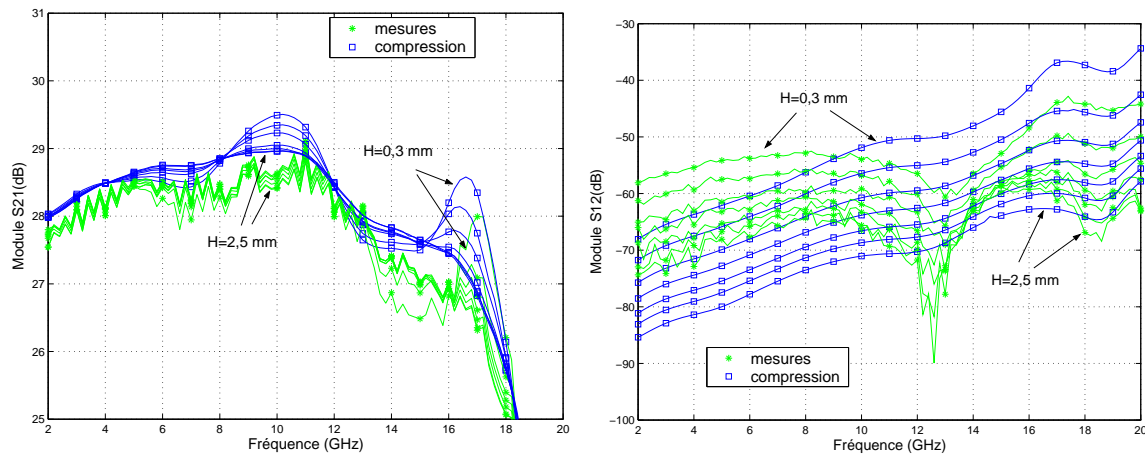 31
30
29
28
27
26
25
Module S21(dB)
2 4 6 8 10 12 14 16 18 20
Fréquence (GHz)
mesures
compression
H=0,3 mm
H=2,5 mm
-30
-40
-50
-60
-70
-80
-90
-100
Module S12(dB)
2 4 6 8 10 12 14 16 18 20
Fréquence (GHz)
H=0,3 mm
H=2,5 mm
mesures
compression